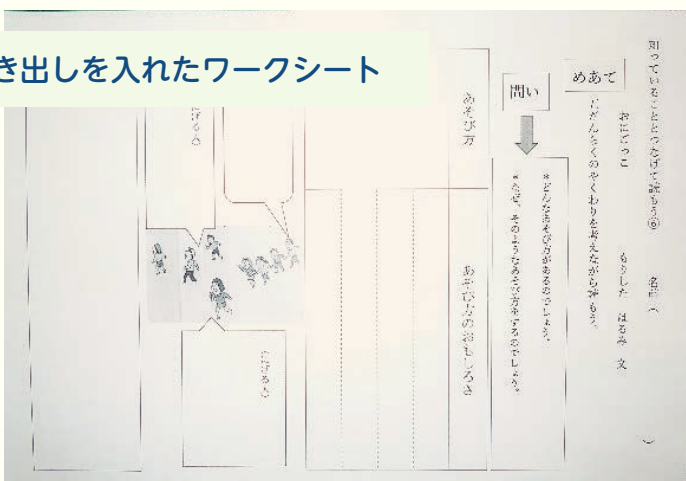 き出しを入れたワークシート
知っていることとつなげて読もう⑥　名前（　　）
おにごっこ　もりした　はるみ　文
めあて
だんらくのやくわりを考えながら読もう。
問い
＊どんなあそび方があるのでしょう。
＊なぜ、そのようなあそび方をするのでしょう。
あそび方
あそび方のおもしろさ
にげる人